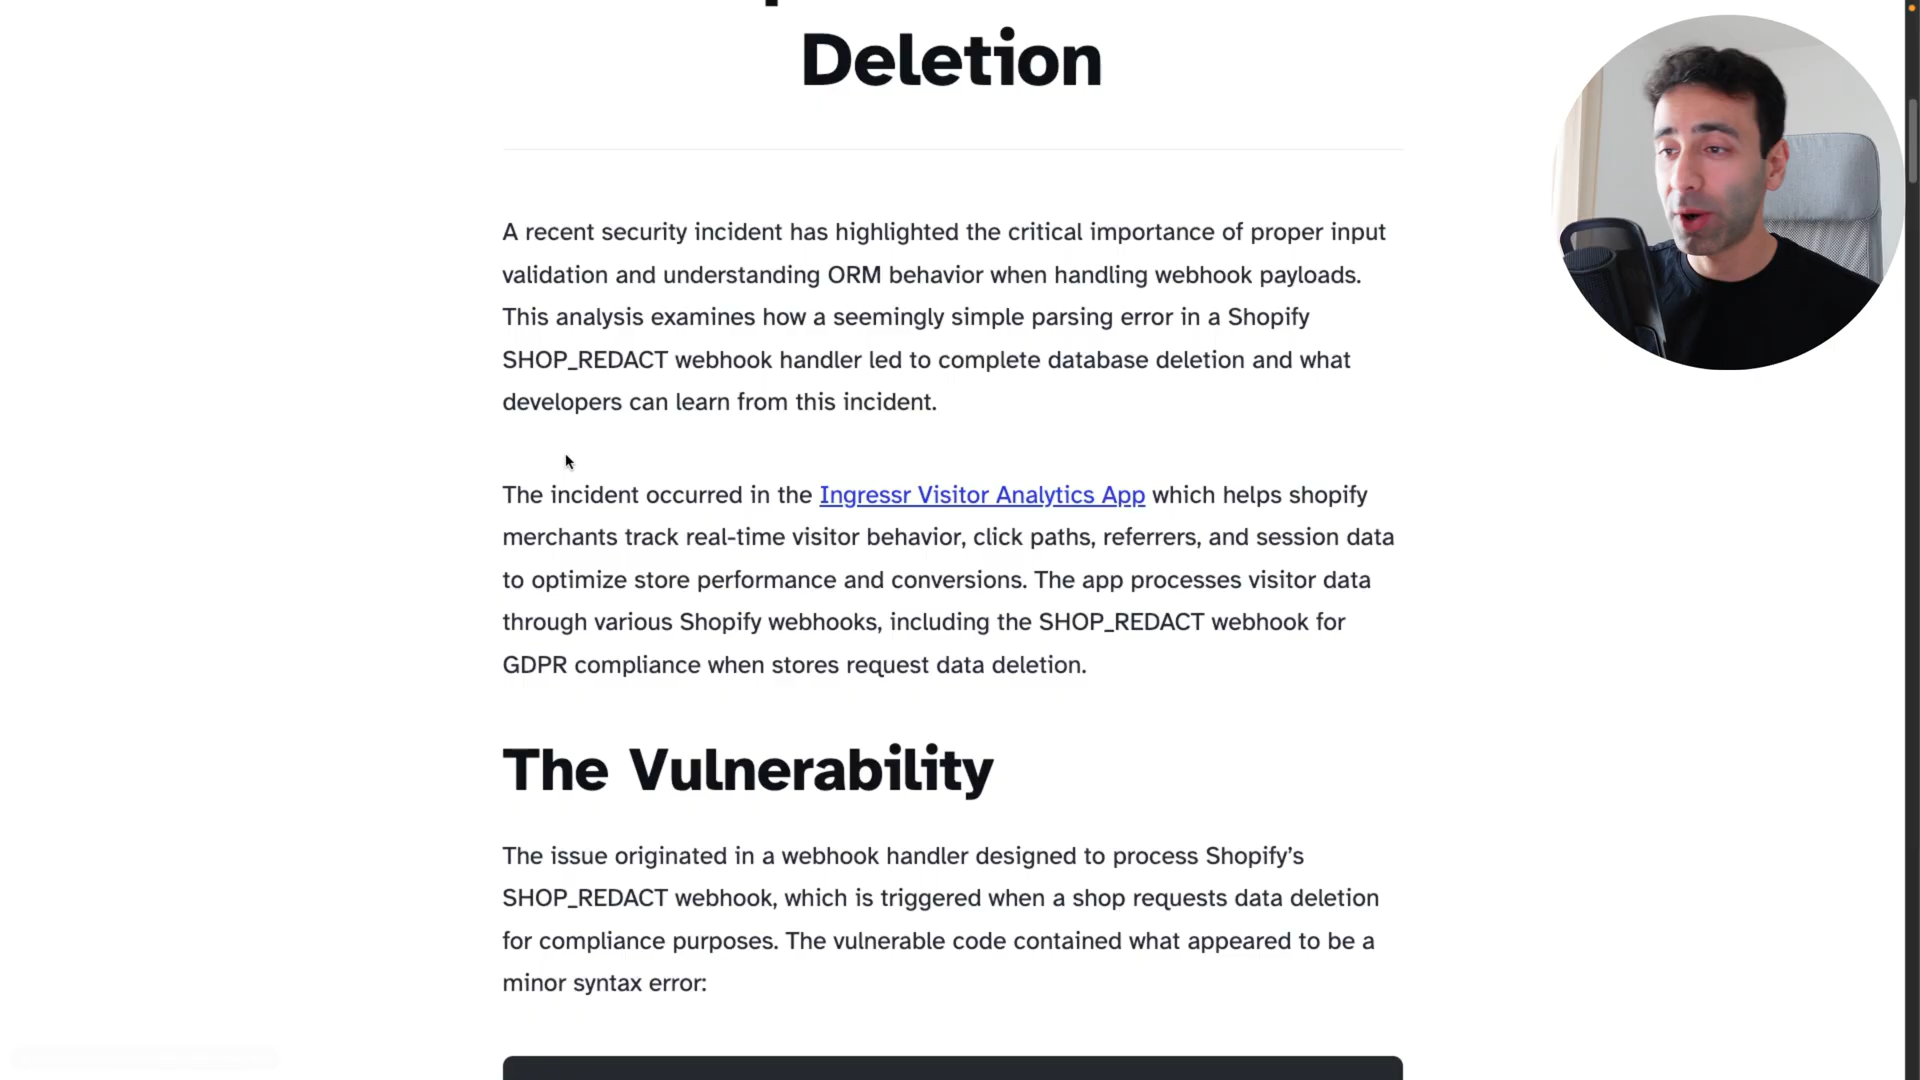 Deletion
A recent security incident has highlighted the critical importance of proper input
validation and understanding ORM behavior when handling webhook payloads.
This analysis examines how a seemingly simple parsing error in a Shopify
SHOP_REDACT webhook handler led to complete database deletion and what
developers can learn from this incident.
The incident occurred in the Ingressr Visitor Analytics App which helps shopify
merchants track real-time visitor behavior, click paths, referrers, and session data
to optimize store performance and conversions. The app processes visitor data
through various Shopify webhooks, including the SHOP_REDACT webhook for
GDPR compliance when stores request data deletion.
The Vulnerability
The issue originated in a webhook handler designed to process Shopify’s
SHOP_REDACT webhook, which is triggered when a shop requests data deletion
for compliance purposes. The vulnerable code contained what appeared to be a
minor syntax error: